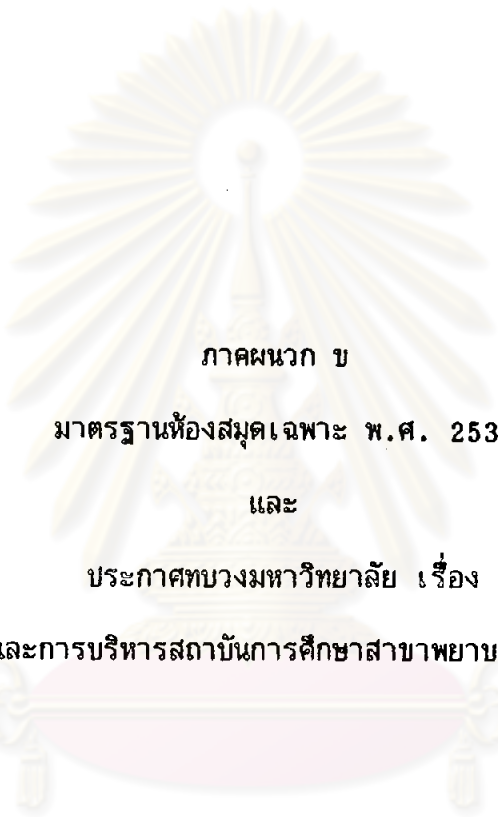 ภาคผนวก ข
มาตรฐานห้องสมุดเฉพาะ พ.ศ. 253
และ
ประกาศทบวงมหาวิทยาลัย เรื่อง
และการบริหารสถาบันการศึกษาสาขาพยาบ